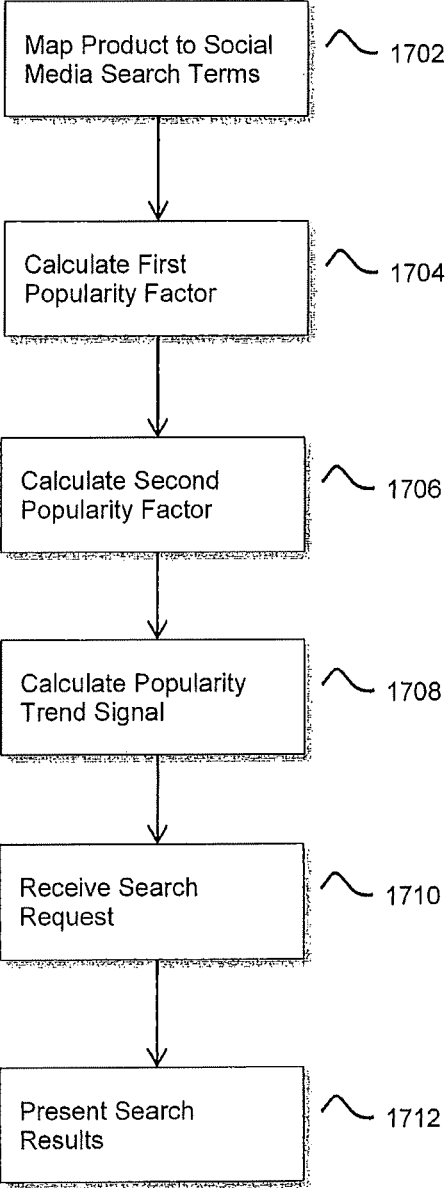 Map Product to Social
Media Search Terms
1702
Calculate First
Popularity Factor
1704
Calculate Second
Popularity Factor
1706
Calculate Popularity
Trend Signal
1708
Receive Search
Request
1710
Present Search
Results
1712